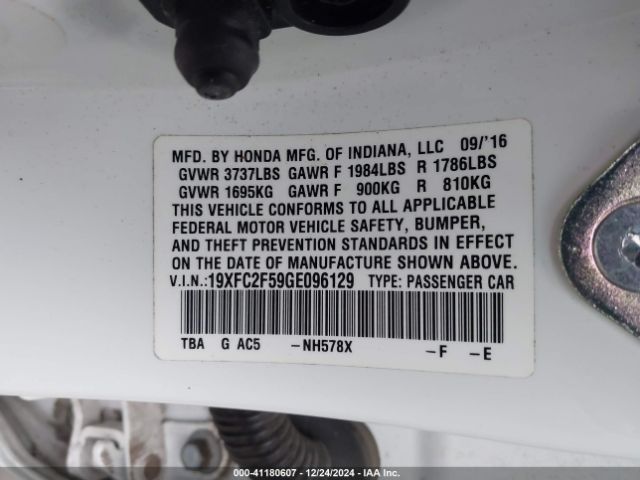 MFD. BY HONDA MFG. OF INDIANA, LLC 09/'16
GVWR 3737LBS GAWR F 1984LBS R 1786LBS
GVWR 1695KG GAWR F 900KG R 810KG
THIS VEHICLE CONFORMS TO ALL APPLICABLE
FEDERAL MOTOR VEHICLE SAFETY, BUMPER,
AND THEFT PREVENTION STANDARDS IN EFFECT
ON THE DATE OF MANUFACTURE SHOWN ABOVE.
V.I.N.:19XFC2F59GE096129 TYPE: PASSENGER CAR
TBA G AC5 -NH578X -F -E
000-41180607 - 12/24/2024 - IAA Inc.